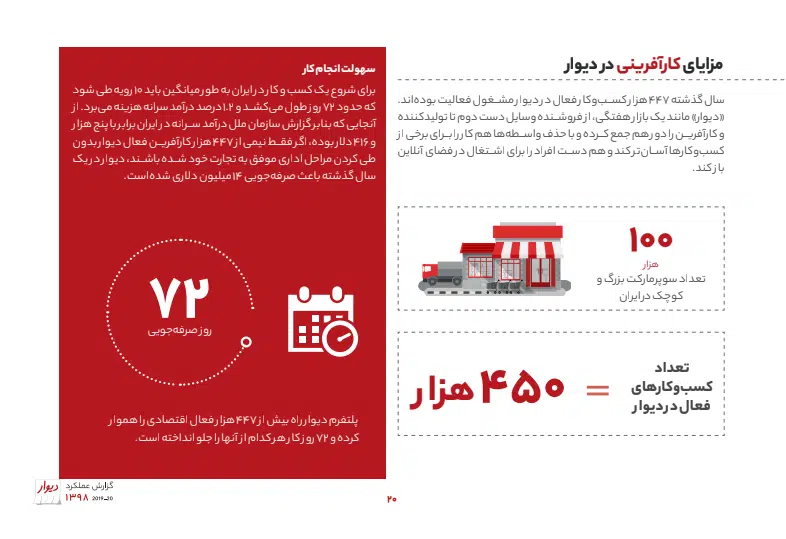 مزایای کارآفرینی در دیوار
سال گذشته ۴۴۷ هزار کسب‌وکار فعال در دیوار مشغول فعالیت بوده‌اند.
«دیوار» مانند یک بازار هفتگی، از فروشنده وسایل دست دوم تا تولیدکننده
و کارآفرین را دور هم جمع کرده و با حذف واسطه‌ها هم کار را برای برخی از
کسب‌وکارها آسان‌تر کند و هم دست افراد را برای اشتغال در فضای آنلاین
باز کند.
۱۰۰
هزار
تعداد سوپرمارکت بزرگ و
کوچک در ایران
تعداد
کسب‌وکارهای
فعال در دیوار
=
۴۵۰ هزار
سهولت انجام کار
برای شروع یک کسب و کار در ایران به طور میانگین باید ۱۰ رویه طی شود
که حدود ۷۲ روز طول می‌کشد و ۱.۲ درصد درآمد سرانه هزینه می‌برد. از
آنجایی که بنا بر گزارش سازمان ملل درآمد سرانه در ایران برابر با پنج هزار
و ۴۱۶ دلار بوده، اگر فقط نیمی از ۴۴۷ هزار کارآفرین فعال دیوار بدون
طی کردن مراحل اداری موفق به تجارت خود شده باشند، دیوار در یک
سال گذشته باعث صرفه‌جویی ۱۴ میلیون دلاری شده است.
۷۲
روز صرفه‌جویی
پلتفرم دیوار راه بیش از ۴۴۷ هزار فعال اقتصادی را هموار
کرده و ۷۲ روز کار هر کدام از آنها را جلو انداخته است.
۲۰
گزارش عملکرد
۱۳۹۸ 2019_20
دیوار